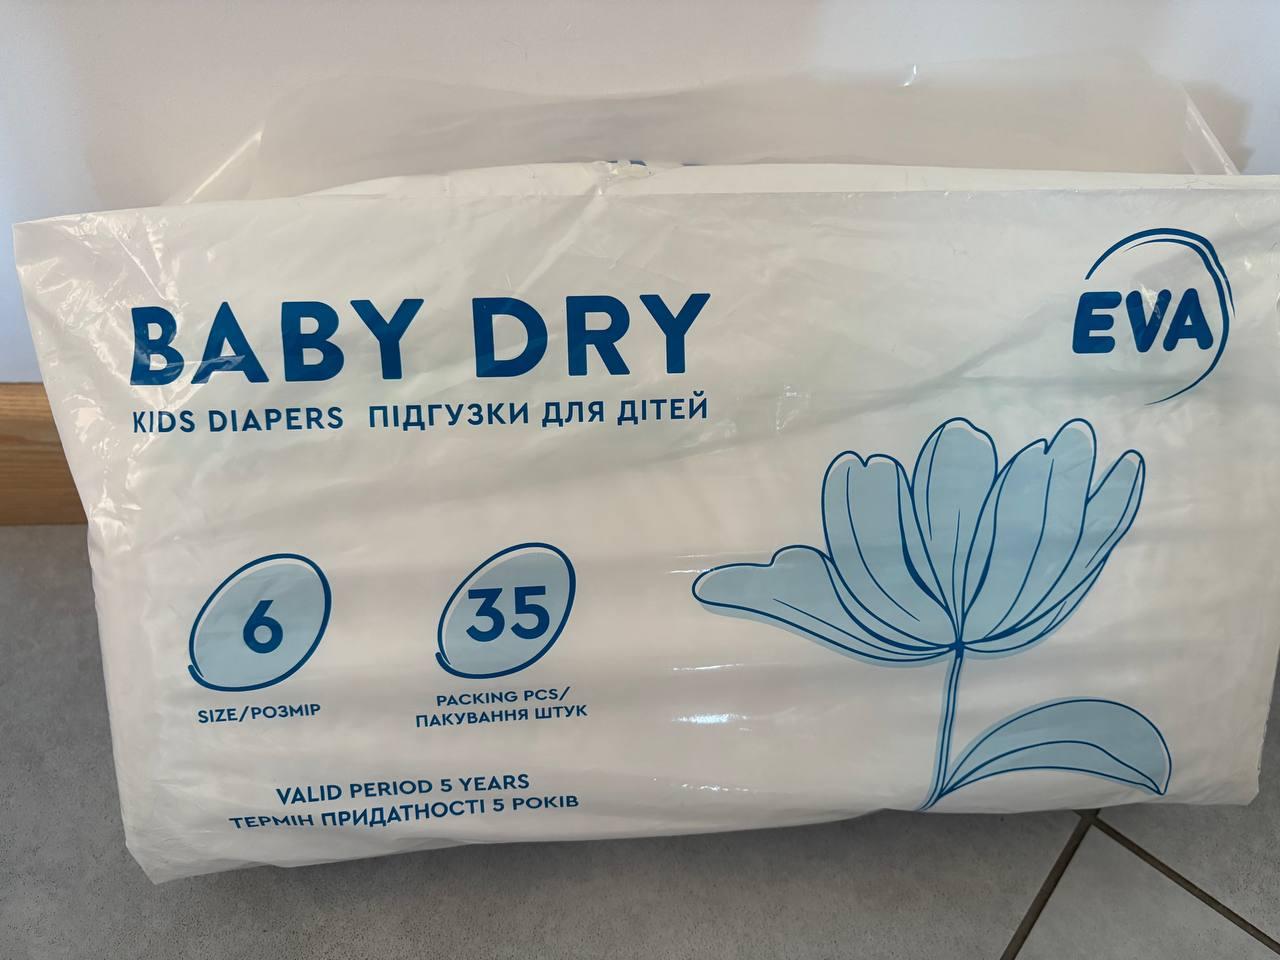 BABY DRY
KIDS DIAPERS ПІДГУЗКИ ДЛЯ ДІТЕЙ
EVA
6
SIZE/РОЗМІР
35
PACKING PCS/
ПАКУВАННЯ ШТУК
VALID PERIOD 5 YEARS
ТЕРМІН ПРИДАТНОСТІ 5 РОКІВ